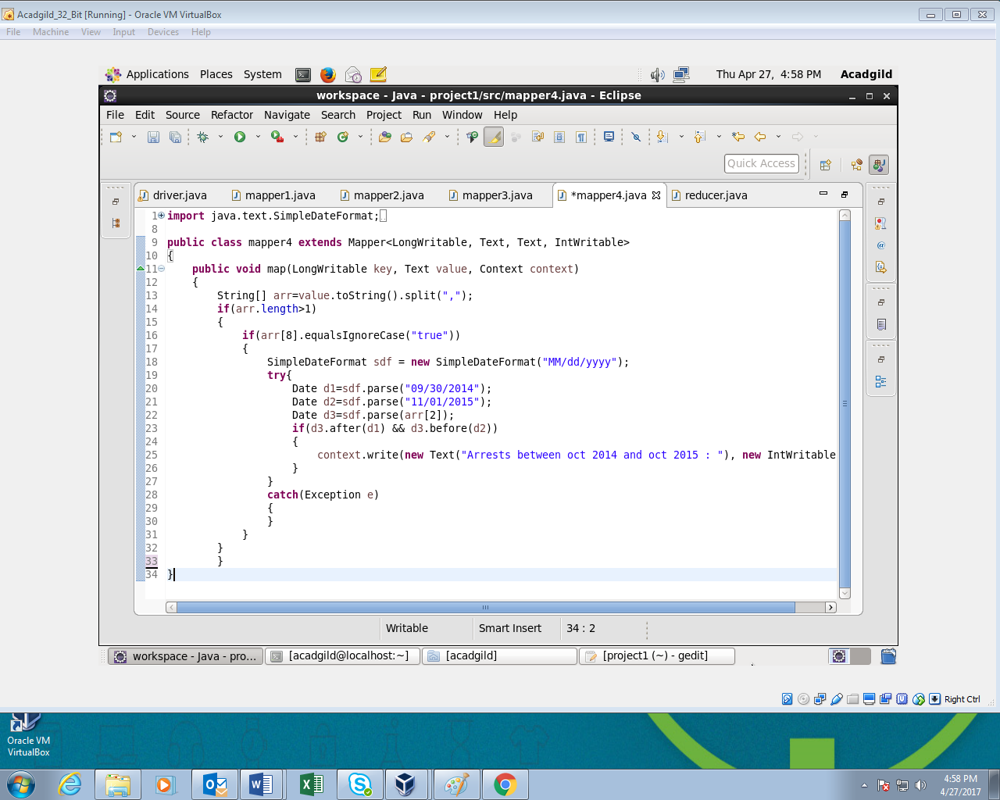 Acadgild_32_Bit [Running] - Oracle VM VirtualBox
File Machine View Input Devices Help
Applications Places System Thu Apr 27, 4:58 PM Acadgild
workspace - Java - project1/src/mapper4.java - Eclipse
File Edit Source Refactor Navigate Search Project Run Window Help
Quick Access
driver.java mapper1.java mapper2.java mapper3.java *mapper4.java reducer.java
1 import java.text.SimpleDateFormat;
8
9 public class mapper4 extends Mapper<LongWritable, Text, Text, IntWritable>
10 {
11 public void map(LongWritable key, Text value, Context context)
12 {
13 String[] arr=value.toString().split(",");
14 if(arr.length>1)
15 {
16 if(arr[8].equalsIgnoreCase("true"))
17 {
18 SimpleDateFormat sdf = new SimpleDateFormat("MM/dd/yyyy");
19 try{
20 Date d1=sdf.parse("09/30/2014");
21 Date d2=sdf.parse("11/01/2015");
22 Date d3=sdf.parse(arr[2]);
23 if(d3.after(d1) && d3.before(d2))
24 {
25 context.write(new Text("Arrests between oct 2014 and oct 2015 : "), new IntWritable
26 }
27 }
28 catch(Exception e)
29 {
30 }
31 }
32 }
33 }
34 }
Writable Smart Insert 34 : 2
workspace - Java - pro... [acadgild@localhost:~] [acadgild] [project1 (~) - gedit]
Right Ctrl
Oracle VM
VirtualBox
4:58 PM
4/27/2017